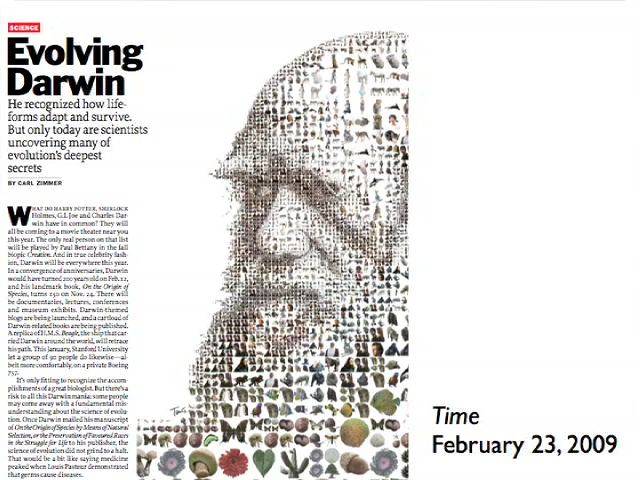 SCIENCE
Evolving
Darwin
He recognized how life-
forms adapt and survive.
But only today are scientists
uncovering many of
evolution's deepest
secrets
BY CARL ZIMMER
WHAT DO HARRY POTTER, SHERLOCK
Holmes, G.I. Joe and Charles Dar-
win have in common? They will
all be coming to a movie theater near you
this year. The only real person on that list
will be played by Paul Bettany in the fall
biopic Creation. And in true celebrity fash-
ion, Darwin will be everywhere this year.
In a convergence of anniversaries, Darwin
would have turned 200 years old on Feb. 12,
and his landmark book, On the Origin of
Species, turns 150 on Nov. 24. There will
be documentaries, lectures, conferences
and museum exhibits. Darwin-themed
blogs are being launched, and a cartload of
Darwin-related books are being published.
A replica of H.M.S. Beagle, the ship that car-
ried Darwin around the world, will retrace
his path. This January, Stanford University
let a group of 90 people do likewise—al-
beit more comfortably, on a private Boeing
757.
It's only fitting to recognize the accom-
plishments of a great biologist. But there's a
risk to all this Darwinmania: some people
may come away with a fundamental mis-
understanding about the science of evolu-
tion. Once Darwin mailed his manuscript
of On the Origin of Species by Means of Natural
Selection, or the Preservation of Favoured Races
in the Struggle for Life to his publisher, the
science of evolution did not grind to a halt.
That would be a bit like saying medicine
peaked when Louis Pasteur demonstrated
that germs cause diseases.
Time
February 23, 2009